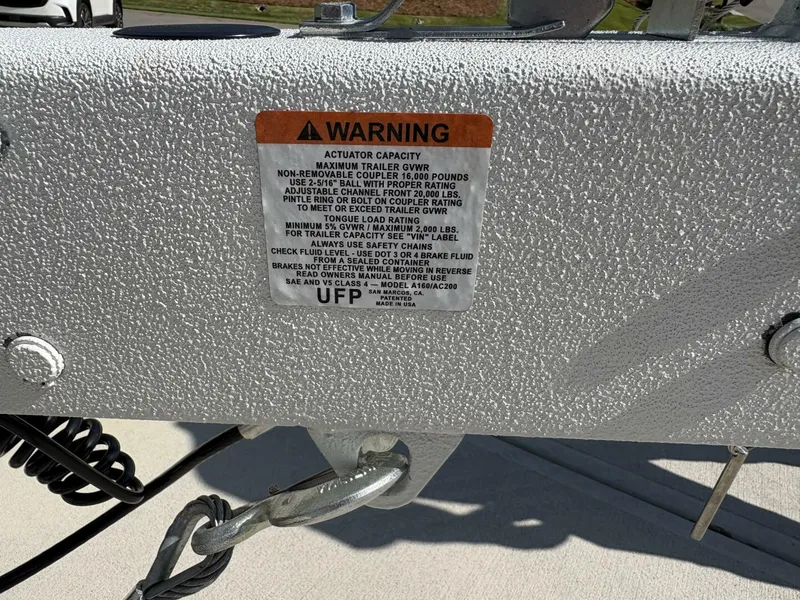 WARNING
ACTUATOR CAPACITY
MAXIMUM TRAILER GVWR
NON-REMOVABLE COUPLER 16,000 POUNDS
USE 2-5/16" BALL WITH PROPER RATING
ADJUSTABLE CHANNEL FRONT 20,000 LBS.
PINTLE RING OR BOLT ON COUPLER RATING
TO MEET OR EXCEED TRAILER GVWR
TONGUE LOAD RATING
MINIMUM 5% GVWR / MAXIMUM 2,000 LBS.
FOR TRAILER CAPACITY SEE "VIN" LABEL
ALWAYS USE SAFETY CHAINS
CHECK FLUID LEVEL - USE DOT 3 OR 4 BRAKE FLUID
FROM A SEALED CONTAINER
BRAKES NOT EFFECTIVE WHILE MOVING IN REVERSE
READ OWNERS MANUAL BEFORE USE
SAE AND V5 CLASS 4 — MODEL A160/AC200
UFP
SAN MARCOS, CA.
PATENTED
MADE IN USA